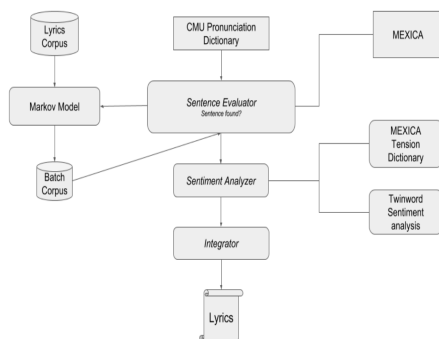 Lyrics
Corpus
CMU Pronunciation
Dictionary
MEXICA
Markov Model
Sentence Evaluator
Sentence found?
MEXICA
Tension
Dictionary
Batch
Corpus
Sentiment Analyzer
Twinword
Sentiment
analysis
Integrator
Lyrics